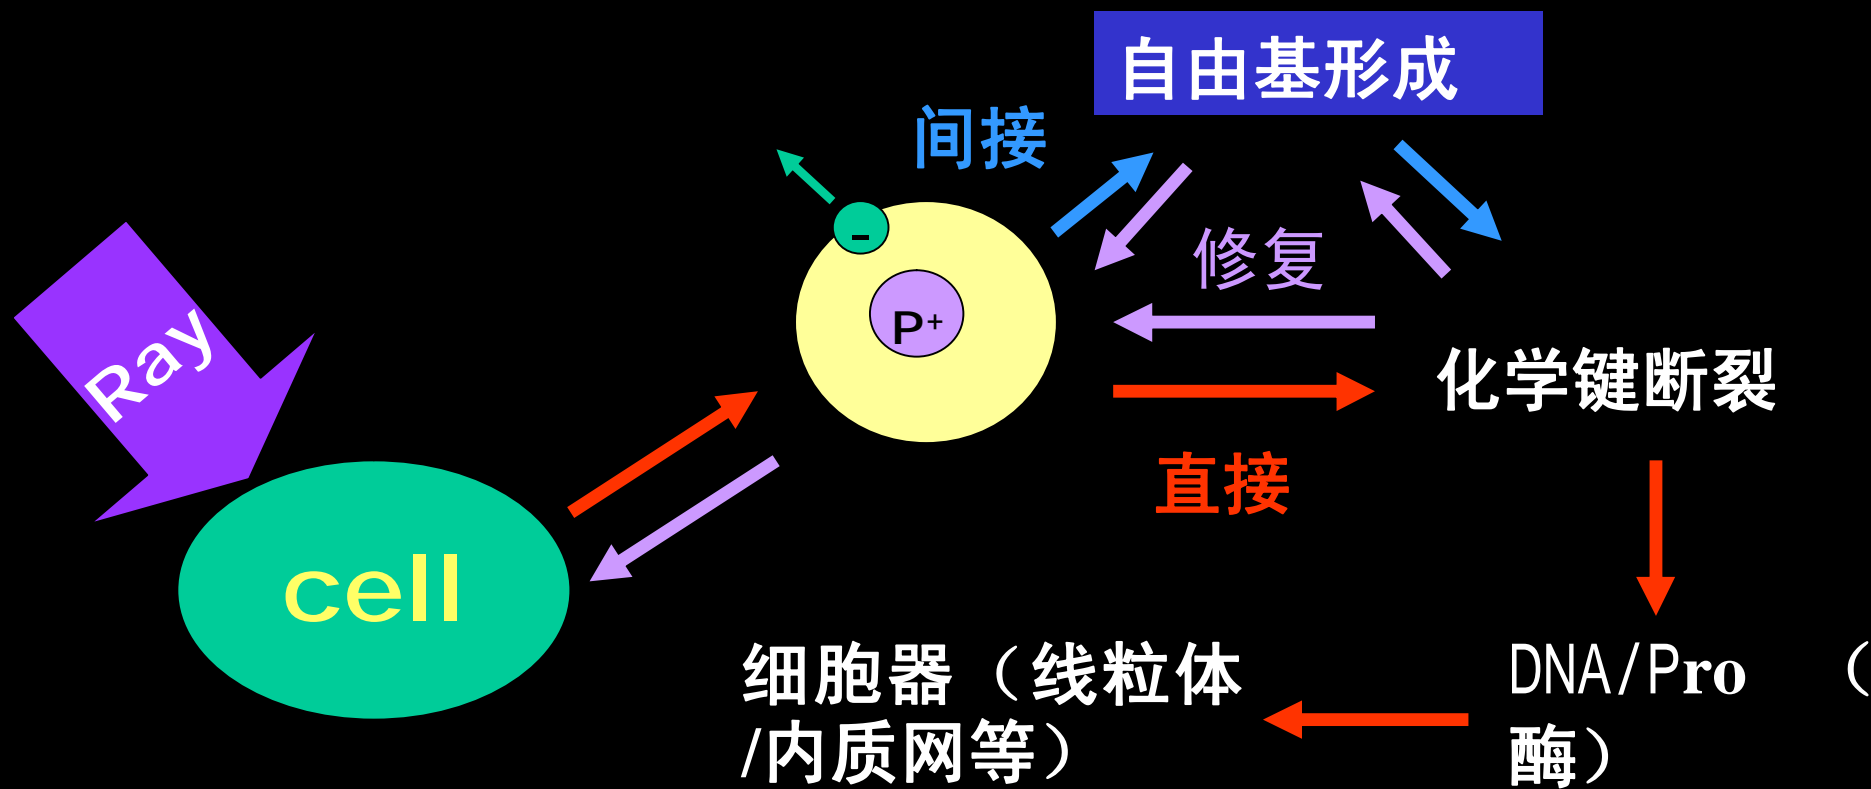 自由基形成
间接
-
修复
Ray
P+
化学键断裂
直接
cell
细胞器（线粒体
/内质网等）
DNA/Pro （
酶）